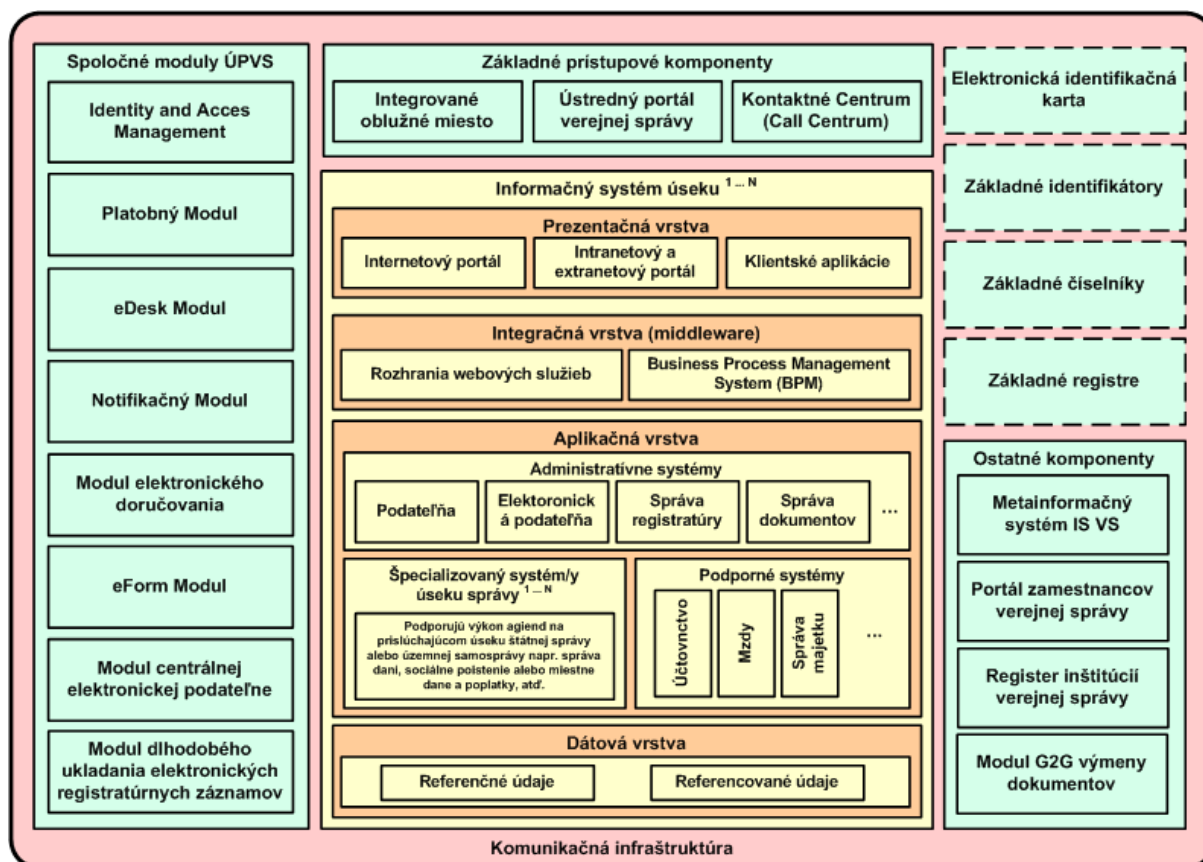 Spoločné moduly ÚPVS
Identity and Acces
Management
Platobný Modul
eDesk Modul
Notifikačný Modul
Modul elektronického
doručovania
eForm Modul
Modul centrálnej
elektronickej podateľne
Modul dlhodobého
ukladania elektronických
registratúrnych záznamov
Základné prístupové komponenty
Integrované
oblužné miesto
Ústredný portál
verejnej správy
Kontaktné Centrum
(Call Centrum)
Informačný systém úseku 1 ... N
Prezentačná vrstva
Internetový portál
Intranetový a
extranetový portál
Klientské aplikácie
Integračná vrstva (middleware)
Rozhrania webových služieb
Business Process Management
System (BPM)
Aplikačná vrstva
Administratívne systémy
Podateľňa
Elektoronick
á podateľňa
Správa
registratúry
Správa
dokumentov
...
Špecializovaný systém/y
úseku správy 1 ... N
Podporujú výkon agiend na
prislúchajúcom úseku štátnej správy
alebo územnej samosprávy napr. správa
dani, sociálne poistenie alebo miestne
dane a poplatky, atď.
Podporné systémy
Účtovnctvo
Mzdy
Správa
majetku
...
Dátová vrstva
Referenčné údaje
Referencované údaje
Elektronická identifikačná
karta
Základné identifikátory
Základné číselníky
Základné registre
Ostatné komponenty
Metainformačný
systém IS VS
Portál zamestnancov
verejnej správy
Register inštitúcií
verejnej správy
Modul G2G výmeny
dokumentov
Komunikačná infraštruktúra